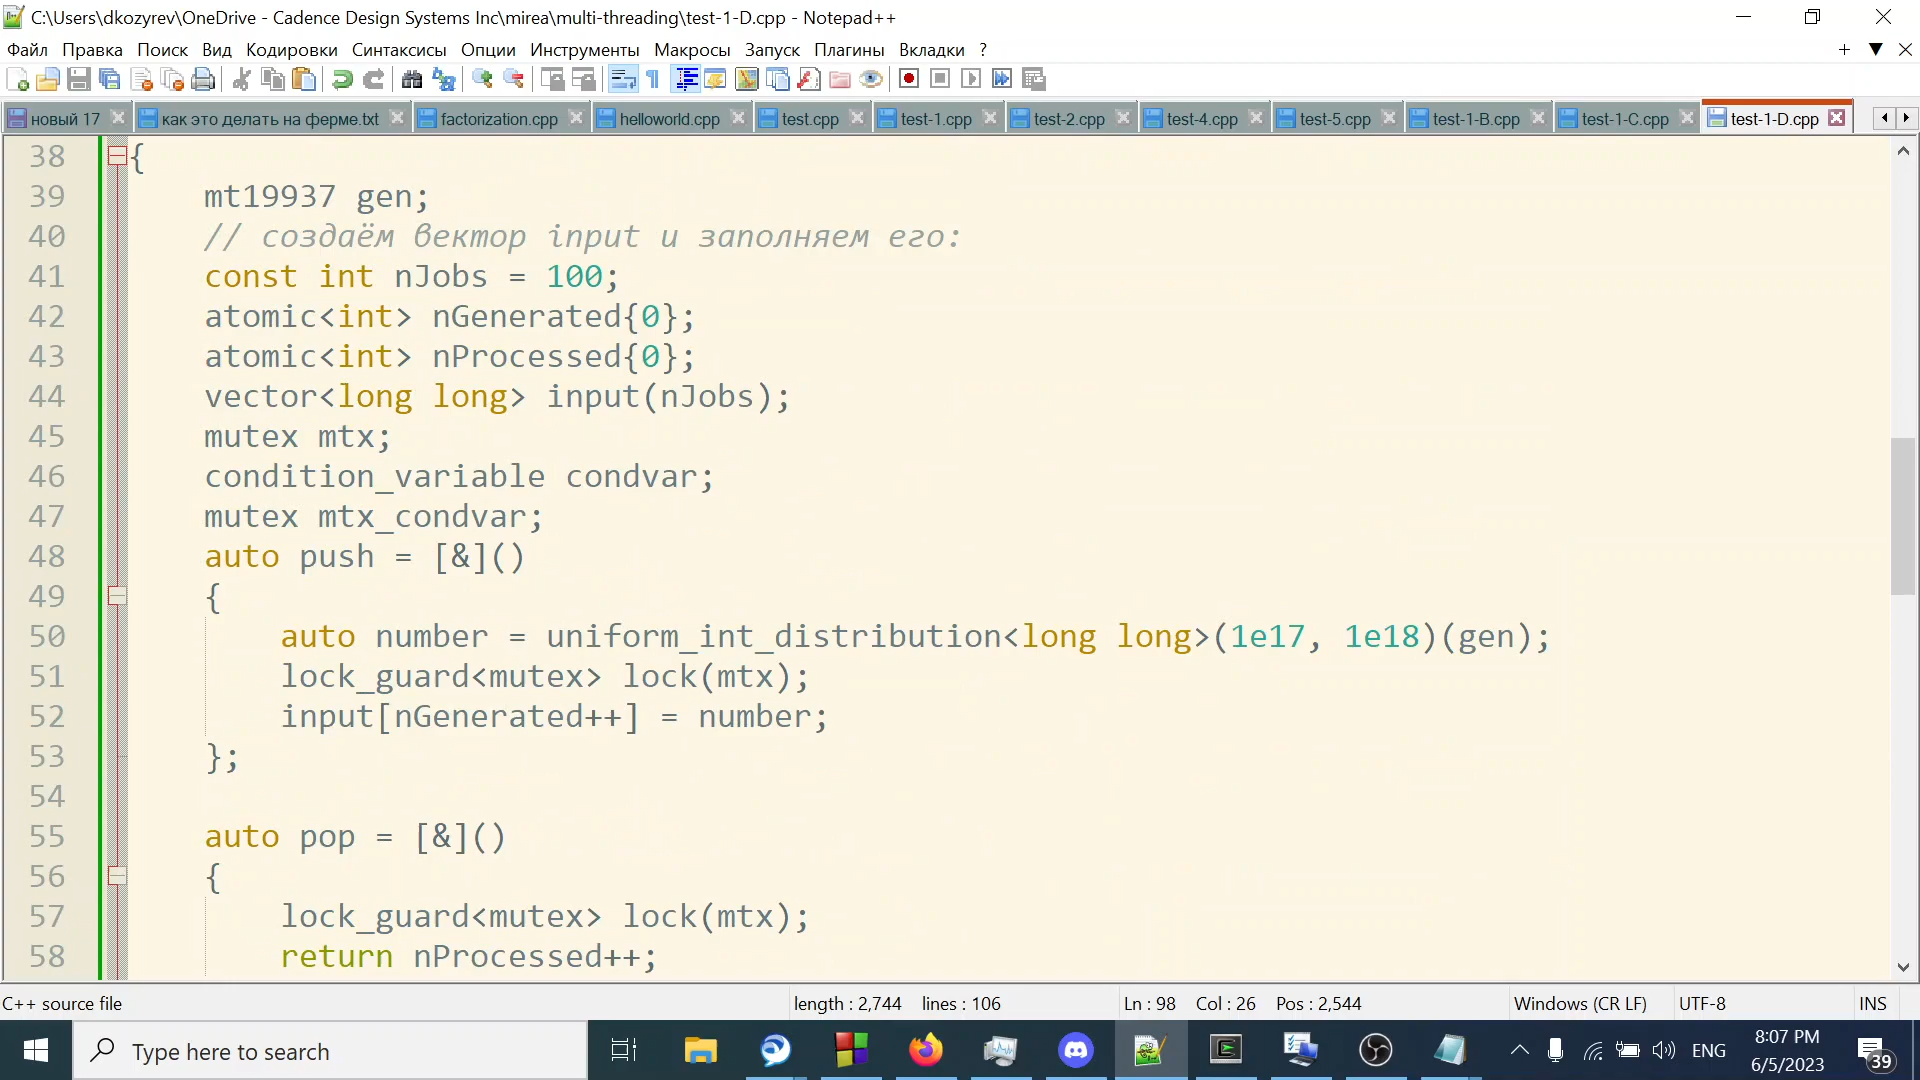 C:\Users\dkozyrev\OneDrive - Cadence Design Systems Inc\mirea\multi-threading\test-1-D.cpp - Notepad++
Файл Правка Поиск Вид Кодировки Синтаксисы Опции Инструменты Макросы Запуск Плагины Вкладки ?
новый 17 как это делать на ферме.txt factorization.cpp helloworld.cpp test.cpp test-1.cpp test-2.cpp test-4.cpp test-5.cpp test-1-B.cpp test-1-C.cpp test-1-D.cpp
38 {
39 mt19937 gen;
40 // создаём вектор input и заполняем его:
41 const int nJobs = 100;
42 atomic<int> nGenerated{0};
43 atomic<int> nProcessed{0};
44 vector<long long> input(nJobs);
45 mutex mtx;
46 condition_variable condvar;
47 mutex mtx_condvar;
48 auto push = [&]()
49 {
50 auto number = uniform_int_distribution<long long>(1e17, 1e18)(gen);
51 lock_guard<mutex> lock(mtx);
52 input[nGenerated++] = number;
53 };
54
55 auto pop = [&]()
56 {
57 lock_guard<mutex> lock(mtx);
58 return nProcessed++;
C++ source file length : 2,744 lines : 106 Ln : 98 Col : 26 Pos : 2,544 Windows (CR LF) UTF-8 INS
Type here to search ENG 8:07 PM
6/5/2023 39